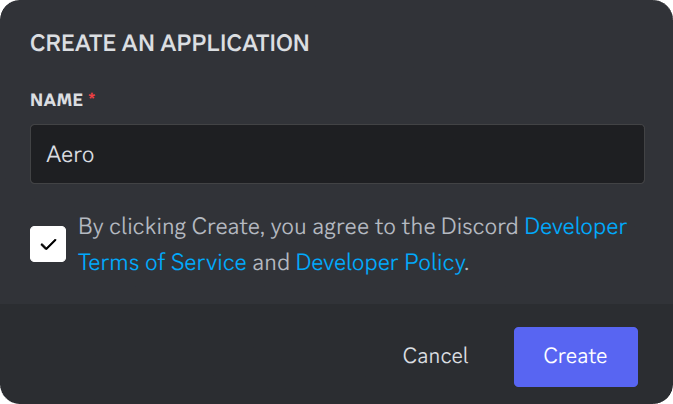 CREATE AN APPLICATION
NAME *
Aero
By clicking Create, you agree to the Discord Developer
Terms of Service and Developer Policy.
Cancel
Create